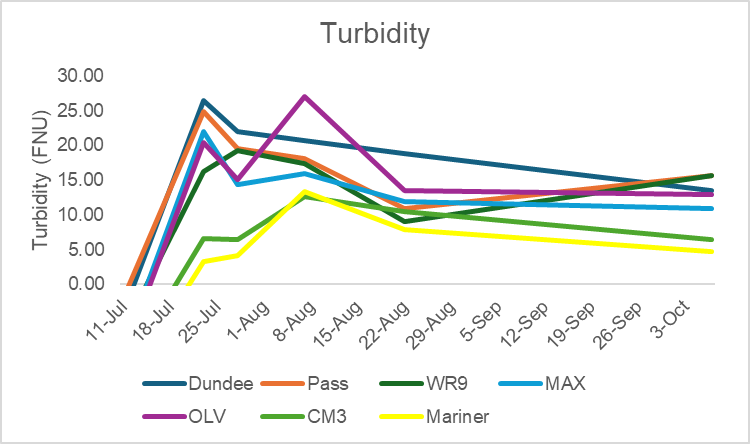 Turbidity
Turbidity (FNU)
30.00
25.00
20.00
15.00
10.00
5.00
0.00
11-Jul 18-Jul 25-Jul 1-Aug 8-Aug 15-Aug 22-Aug 29-Aug 5-Sep 12-Sep 19-Sep 26-Sep 3-Oct
Dundee Pass WR9 MAX
OLV CM3 Mariner